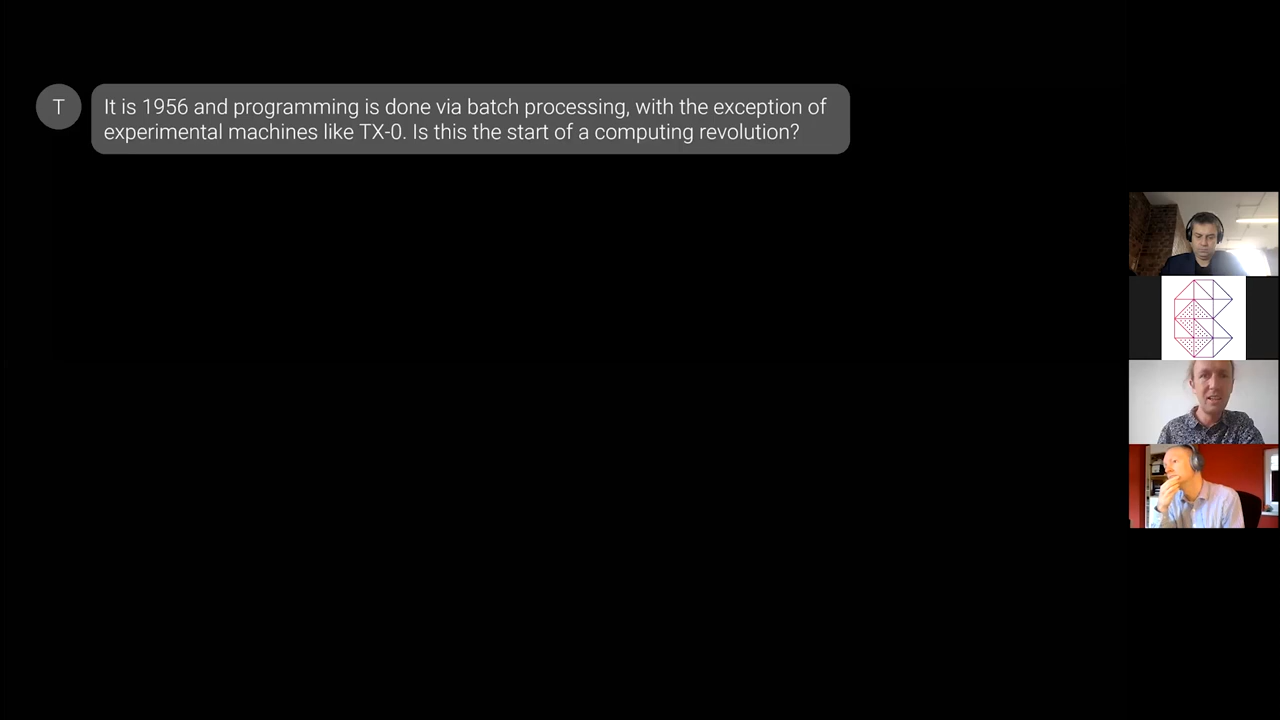 T
It is 1956 and programming is done via batch processing, with the exception of
experimental machines like TX-0. Is this the start of a computing revolution?